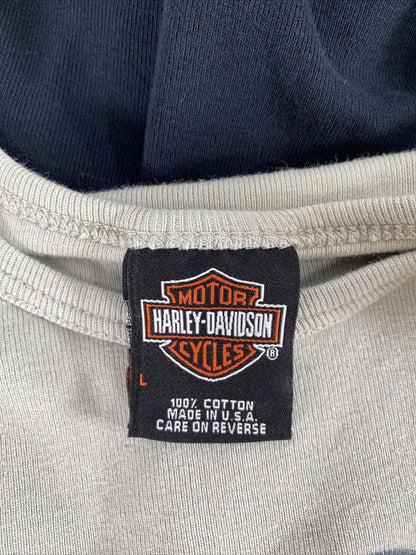 MOTOR
HARLEY-DAVIDSON
CYCLES ®
L
100% COTTON
MADE IN U.S.A.
CARE ON REVERSE